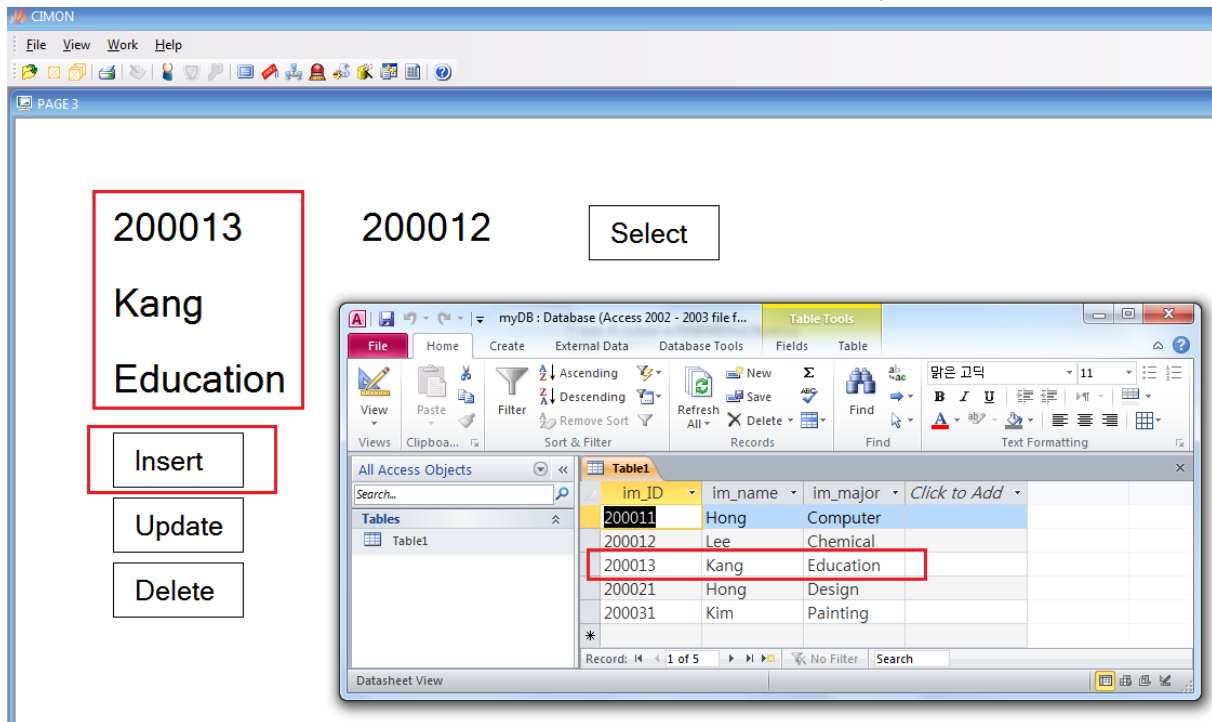 CIMON
File View Work Help
PAGE 3
200013 200012 Select
Kang
Education
Insert
Update
Delete
myDB : Database (Access 2002 - 2003 file f... Table Tools
File Home Create External Data Database Tools Fields Table
View Paste Filter Ascending Descending Remove Sort Refresh All New Save Delete Σ ABC Find abc 맑은 고딕 11 B I U A ab
Views Clipboa... Sort & Filter Records Find Text Formatting
All Access Objects Table1
Search... im_ID im_name im_major Click to Add
Tables 200011 Hong Computer
Table1 200012 Lee Chemical
200013 Kang Education
200021 Hong Design
200031 Kim Painting
Record: 1 of 5 No Filter Search
Datasheet View